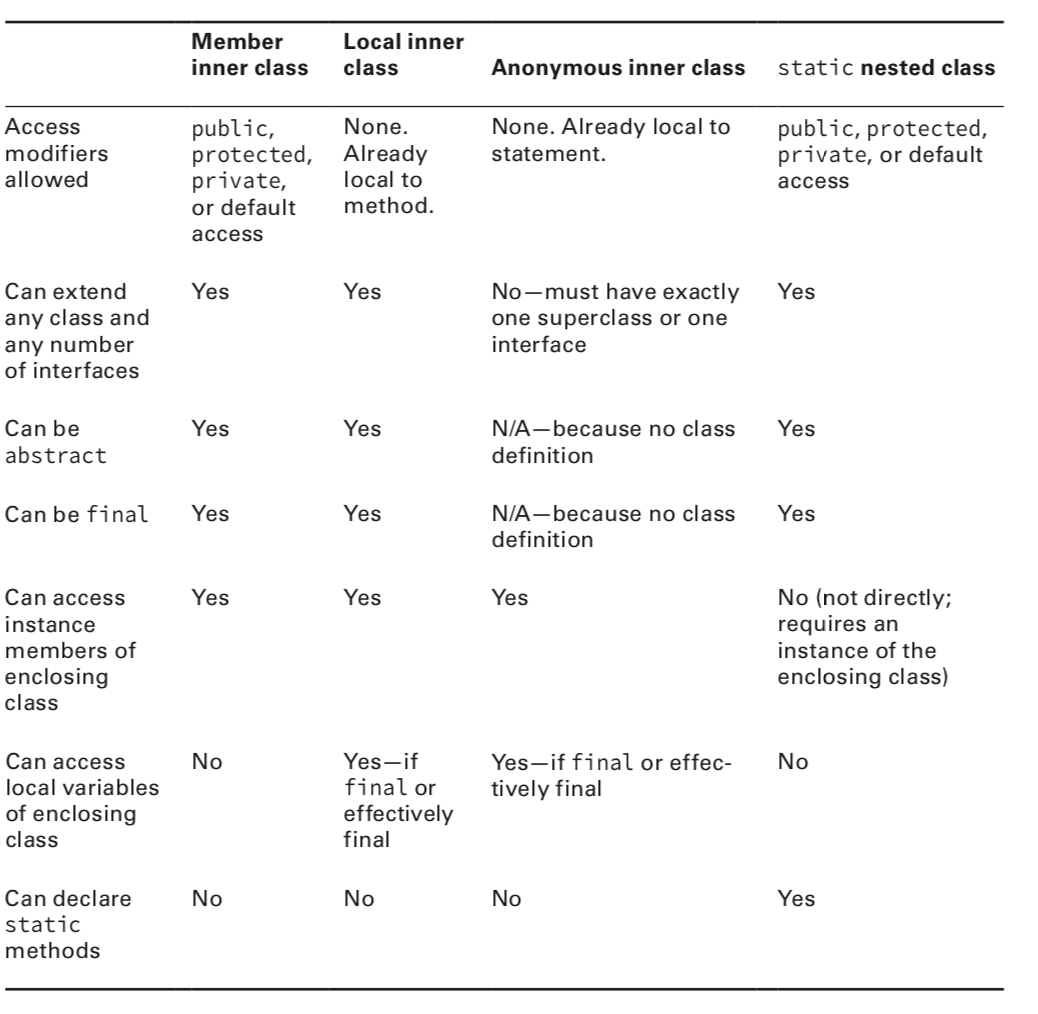 Member inner class
Local inner class
Anonymous inner class
static nested class
Access modifiers allowed
public, protected, private, or default access
None. Already local to method.
None. Already local to statement.
public, protected, private, or default access
Can extend any class and any number of interfaces
Yes
Yes
No—must have exactly one superclass or one interface
Yes
Can be abstract
Yes
Yes
N/A—because no class definition
Yes
Can be final
Yes
Yes
N/A—because no class definition
Yes
Can access instance members of enclosing class
Yes
Yes
Yes
No (not directly; requires an instance of the enclosing class)
Can access local variables of enclosing class
No
Yes—if final or effectively final
Yes—if final or effec-
tively final
No
Can declare static methods
No
No
No
Yes